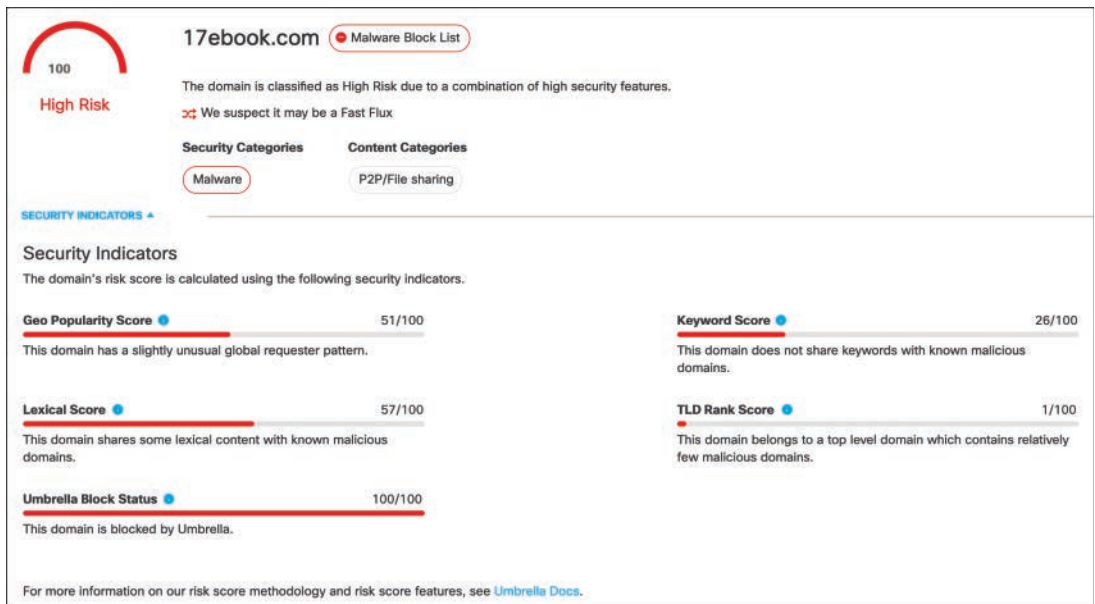 17ebook.com Malware Block List
100
High Risk
The domain is classified as High Risk due to a combination of high security features.
We suspect it may be a Fast Flux
Security Categories Content Categories
Malware P2P/File sharing
SECURITY INDICATORS
Security Indicators
The domain's risk score is calculated using the following security indicators.
Geo Popularity Score 51/100
This domain has a slightly unusual global requester pattern.
Keyword Score 26/100
This domain does not share keywords with known malicious
domains.
Lexical Score 57/100
This domain shares some lexical content with known malicious
domains.
TLD Rank Score 1/100
This domain belongs to a top level domain which contains relatively
few malicious domains.
Umbrella Block Status 100/100
This domain is blocked by Umbrella.
For more information on our risk score methodology and risk score features, see Umbrella Docs.